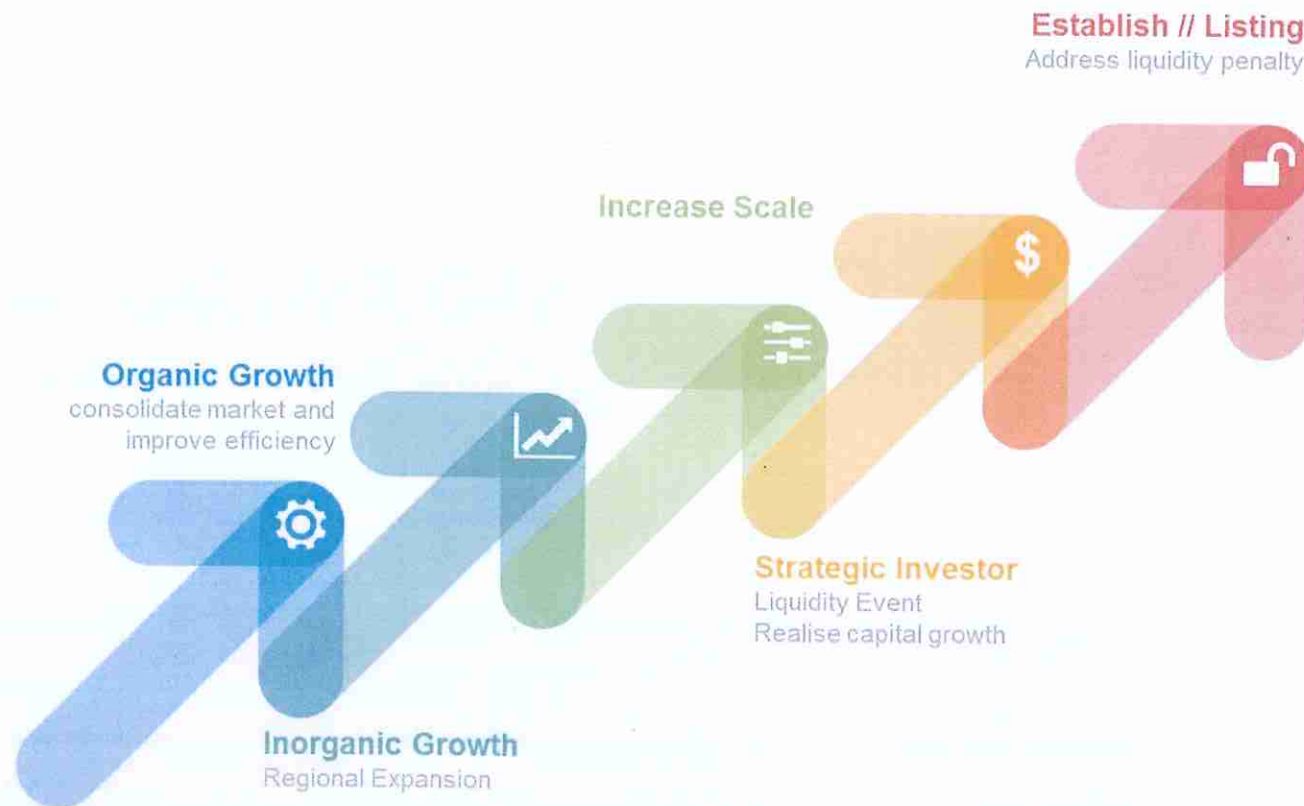 Establish // Listing
Address liquidity penalty
Increase Scale
$
Organic Growth
consolidate market and
improve efficiency
Strategic Investor
Liquidity Event
Realise capital growth
Inorganic Growth
Regional Expansion